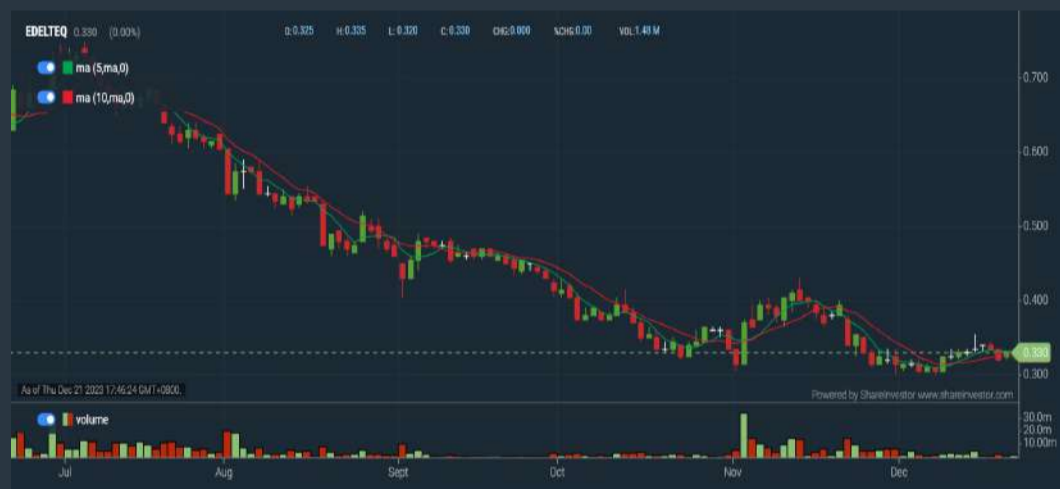 EDELTEQ 0.330 (0.00%) O:0.325 H:0.335 L: 0.320 C:0.330 CHG:0.000 %CHG:0.00 VOL:1.48 M
ma (5,ma,0)
ma (10,ma,0)
0.700
0.600
0.500
0.400
0.330
0.300
As of Thu Dec 21 2023 17:46:24 GMT+0800.
Powered by ShareInvestor www.shareinvestor.com
volume
30.0m
20.0m
10.00m
Jul Aug Sept Oct Nov Dec